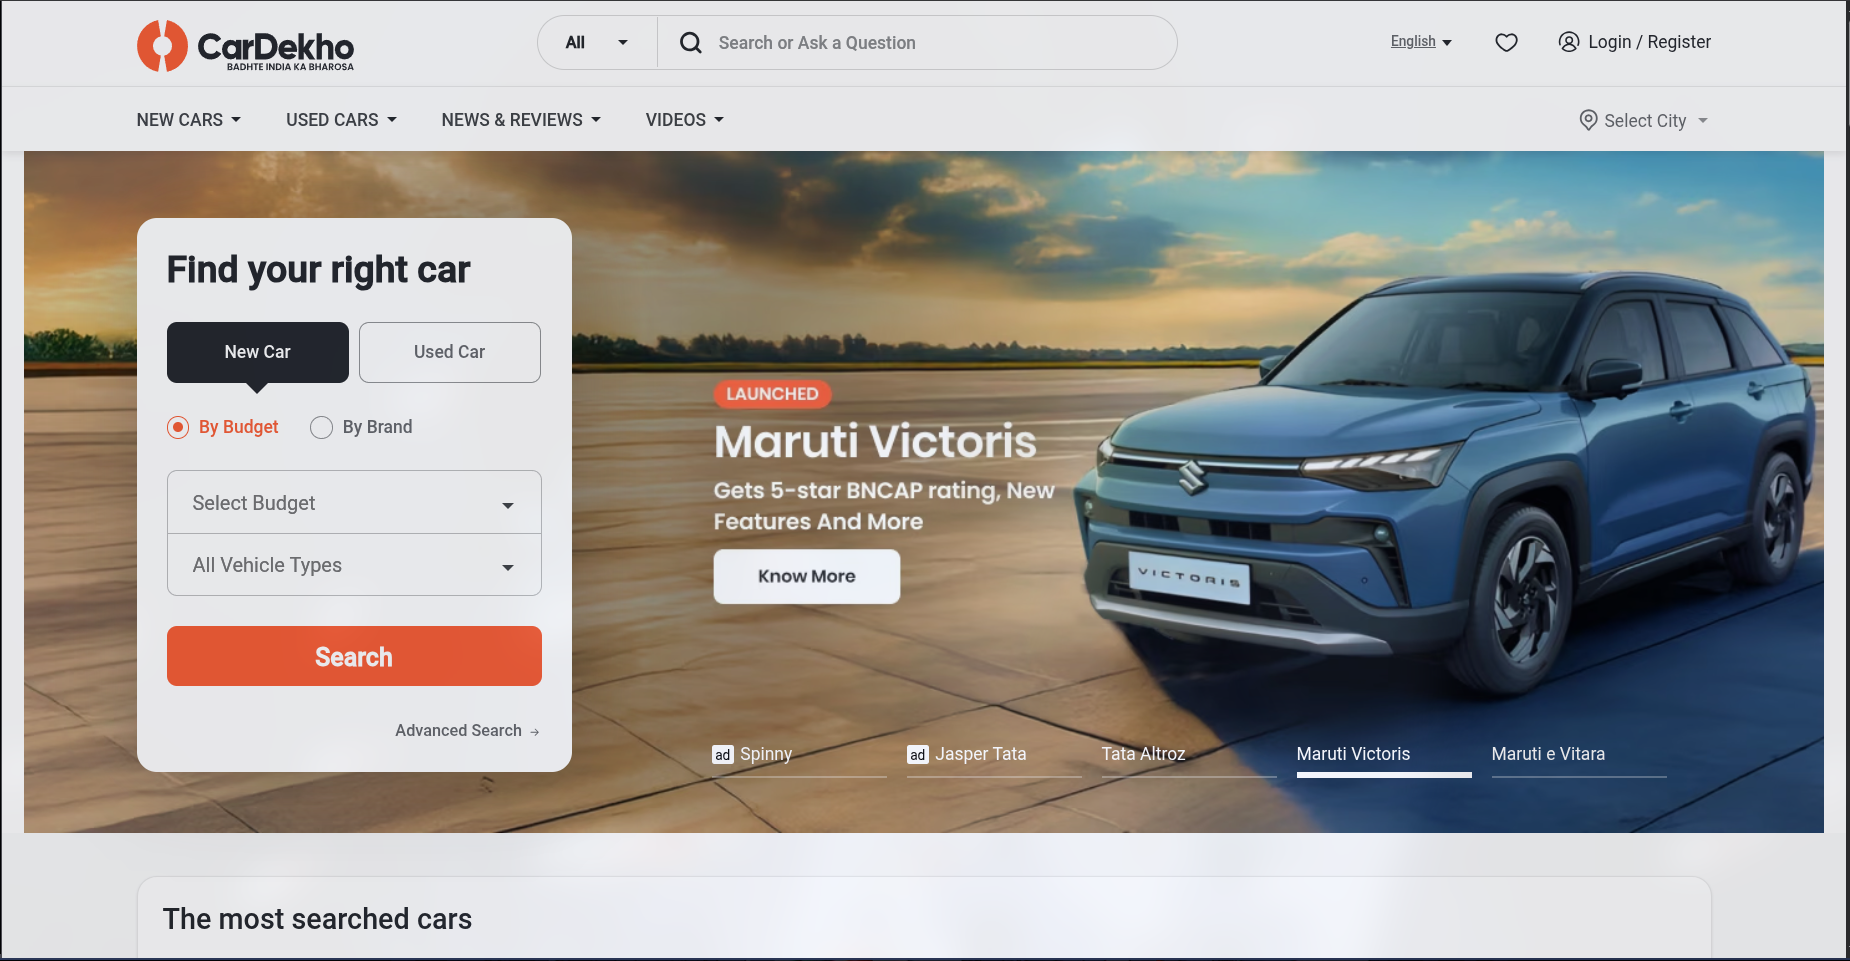 CarDekho
BADHTE INDIA KA BHAROSA
All
Search or Ask a Question
English
Login / Register
NEW CARS
USED CARS
NEWS & REVIEWS
VIDEOS
Select City
Find your right car
New Car
Used Car
By Budget
By Brand
Select Budget
All Vehicle Types
Search
Advanced Search →
LAUNCHED
Maruti Victoris
Gets 5-star BNCAP rating, New
Features And More
Know More
VICTORIS
ad Spinny
ad Jasper Tata
Tata Altroz
Maruti Victoris
Maruti e Vitara
The most searched cars